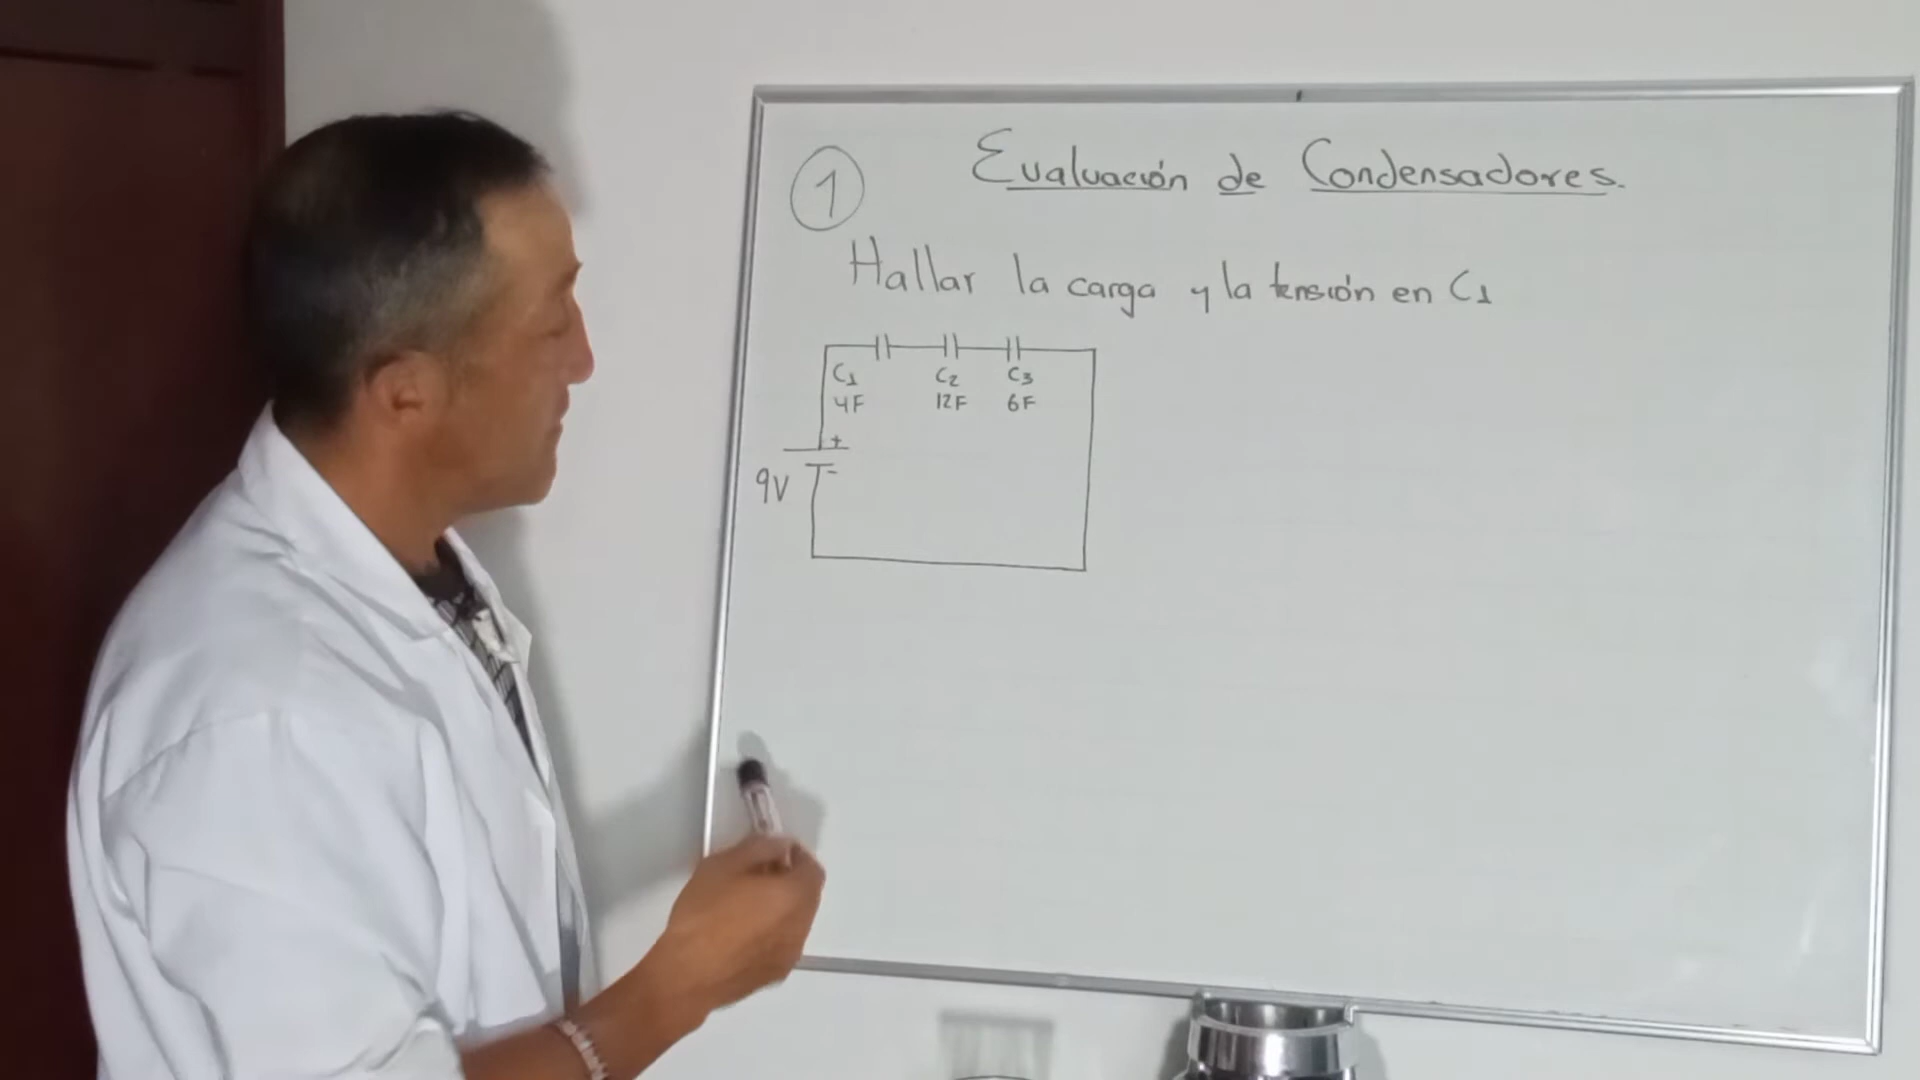 1
Evaluación de Condensadores.
Hallar la carga y la tensión en C1
C1 C2 C3
4F 12F 6F
+
-
9V